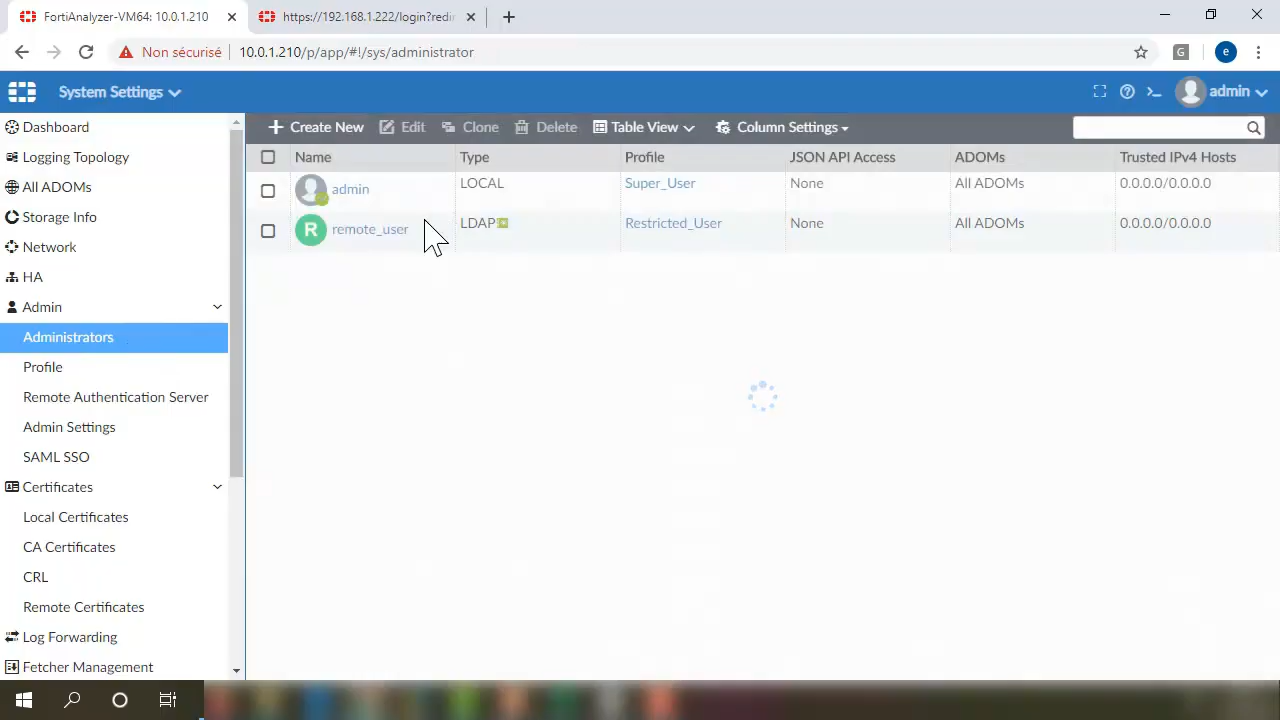 FortiAnalyzer-VM64: 10.0.1.210
https://192.168.1.222/login?redir
Non sécurisé
10.0.1.210/p/app/#!/sys/administrator
G
e
System Settings
admin
Dashboard
Logging Topology
All ADOMs
Storage Info
Network
HA
Admin
Administrators
Profile
Remote Authentication Server
Admin Settings
SAML SSO
Certificates
Local Certificates
CA Certificates
CRL
Remote Certificates
Log Forwarding
Fetcher Management
Create New Edit Clone Delete Table View Column Settings
Name Type Profile JSON API Access ADOMs Trusted IPv4 Hosts
admin LOCAL Super_User None All ADOMs 0.0.0.0/0.0.0.0
R remote_user LDAP Restricted_User None All ADOMs 0.0.0.0/0.0.0.0